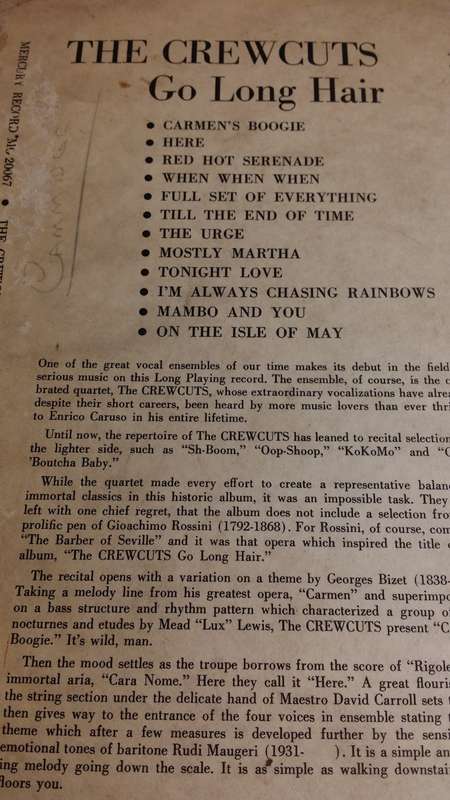 THE CREWCUTS
Go Long Hair
• CARMEN'S BOOGIE
• HERE
• RED HOT SERENADE
• WHEN WHEN WHEN
• FULL SET OF EVERYTHING
• TILL THE END OF TIME
• THE URGE
• MOSTLY MARTHA
• TONIGHT LOVE
• I'M ALWAYS CHASING RAINBOWS
• MAMBO AND YOU
• ON THE ISLE OF MAY
One of the great vocal ensembles of our time makes its debut in the field
serious music on this Long Playing record. The ensemble, of course, is the c
brated quartet, The CREWCUTS, whose extraordinary vocalizations have alrea
despite their short careers, been heard by more music lovers than ever thri
to Enrico Caruso in his entire lifetime.
Until now, the repertoire of The CREWCUTS has leaned to recital selection
the lighter side, such as "Sh-Boom," "Oop-Shoop," "KoKoMo" and "C
'Boutcha Baby."
While the quartet made every effort to create a representative balan
immortal classics in this historic album, it was an impossible task. They
left with one chief regret, that the album does not include a selection fro
prolific pen of Gioachimo Rossini (1792-1868). For Rossini, of course, com
"The Barber of Seville" and it was that opera which inspired the title
album, "The CREWCUTS Go Long Hair."
The recital opens with a variation on a theme by Georges Bizet (1838-
Taking a melody line from his greatest opera, "Carmen" and superimpo
on a bass structure and rhythm pattern which characterized a group o
nocturnes and etudes by Mead "Lux" Lewis, The CREWCUTS present "C
Boogie." It's wild, man.
Then the mood settles as the troupe borrows from the score of "Rigole
immortal aria, "Cara Nome." Here they call it "Here." A great flouri
the string section under the delicate hand of Maestro David Carroll sets
then gives way to the entrance of the four voices in ensemble stating
theme which after a few measures is developed further by the sensi
emotional tones of baritone Rudi Maugeri (1931-      ). It is a simple an
ing melody going down the scale. It is as simple as walking downstai
floors you.
MERCURY RECORD MG 20067 • THE CREW